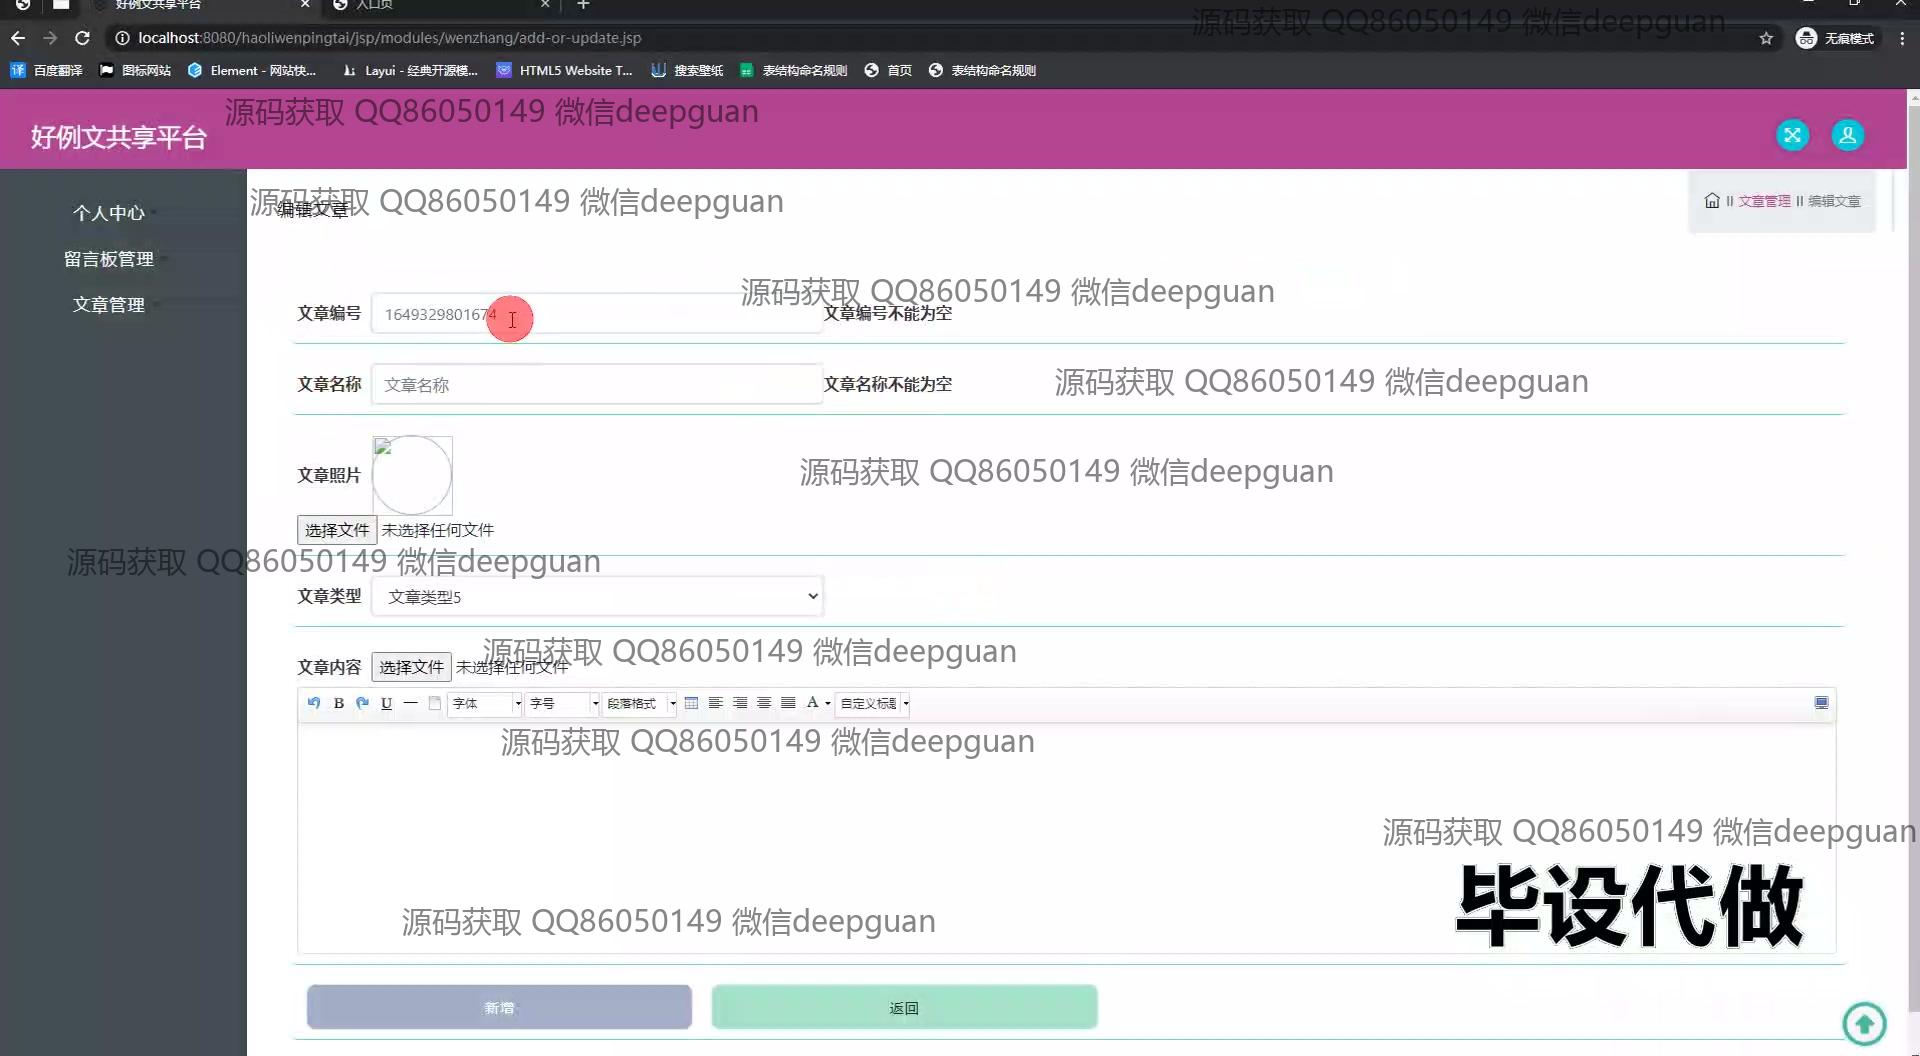 好例文共享平台
入口页
localhost:8080/haoliwenpingtai/jsp/modules/wenzhang/add-or-update.jsp
无痕模式
源码获取 QQ86050149 微信deepguan
译 百度翻译 图标网站 Element - 网站快... Layui - 经典开源模... HTML5 Website T... 搜索壁纸 表结构命名规则 首页 表结构命名规则
源码获取 QQ86050149 微信deepguan
好例文共享平台
个人中心
源码获取 QQ86050149 微信deepguan
编辑文章
文章管理 编辑文章
留言板管理
文章管理
源码获取 QQ86050149 微信deepguan
文章编号 1649329801674 文章编号不能为空
文章名称 文章名称 文章名称不能为空
源码获取 QQ86050149 微信deepguan
文章照片
源码获取 QQ86050149 微信deepguan
选择文件 未选择任何文件
源码获取 QQ86050149 微信deepguan
文章类型 文章类型5
源码获取 QQ86050149 微信deepguan
文章内容 选择文件 未选择任何文件
B U 字体 字号 段落格式 A 自定义标题
源码获取 QQ86050149 微信deepguan
源码获取 QQ86050149 微信deepguan
毕设代做
源码获取 QQ86050149 微信deepguan
新增 返回